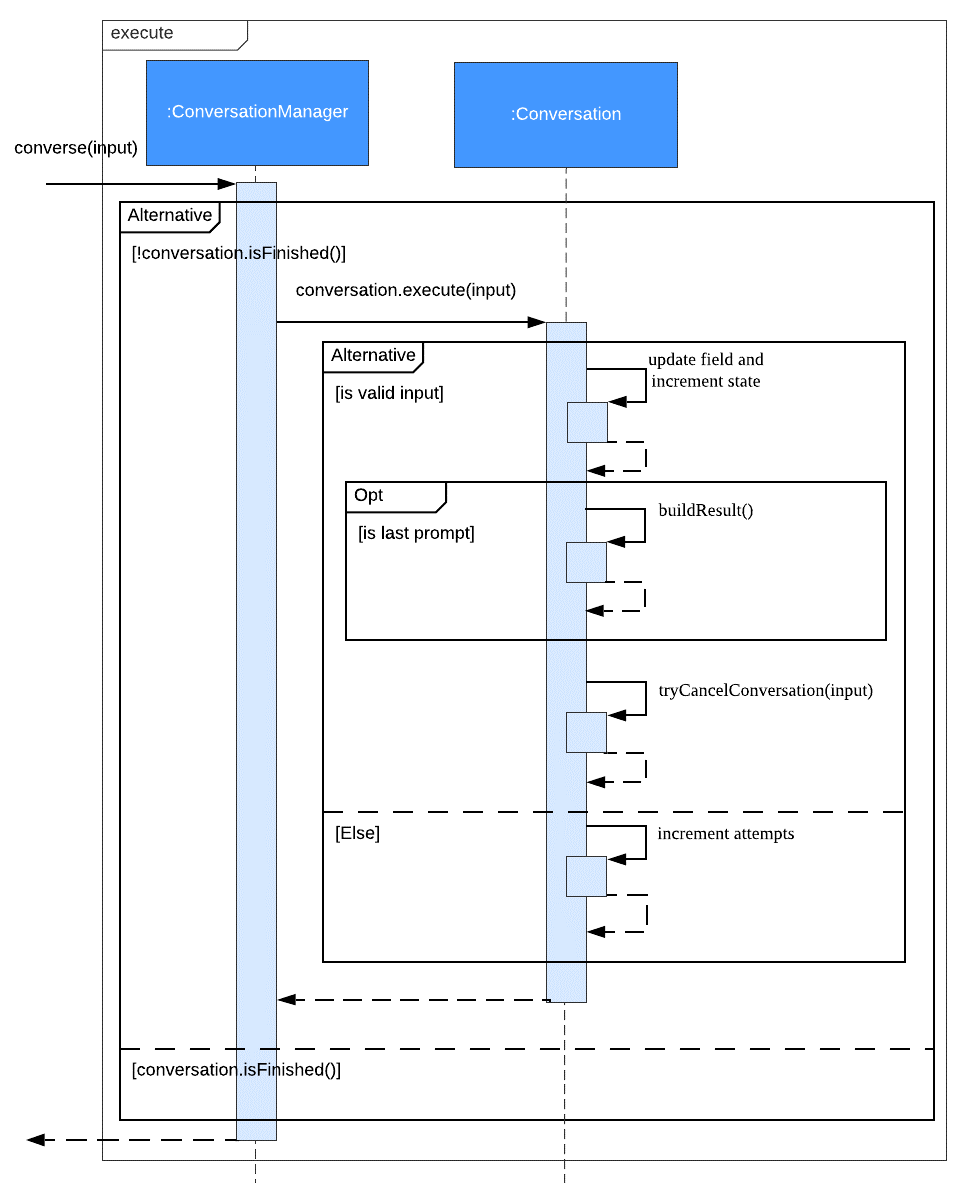 execute
:ConversationManager
:Conversation
converse(input)
Alternative
[!conversation.isFinished()]
conversation.execute(input)
Alternative
update field and
increment state
[is valid input]
Opt
buildResult()
[is last prompt]
tryCancelConversation(input)
[Else]
increment attempts
[conversation.isFinished()]